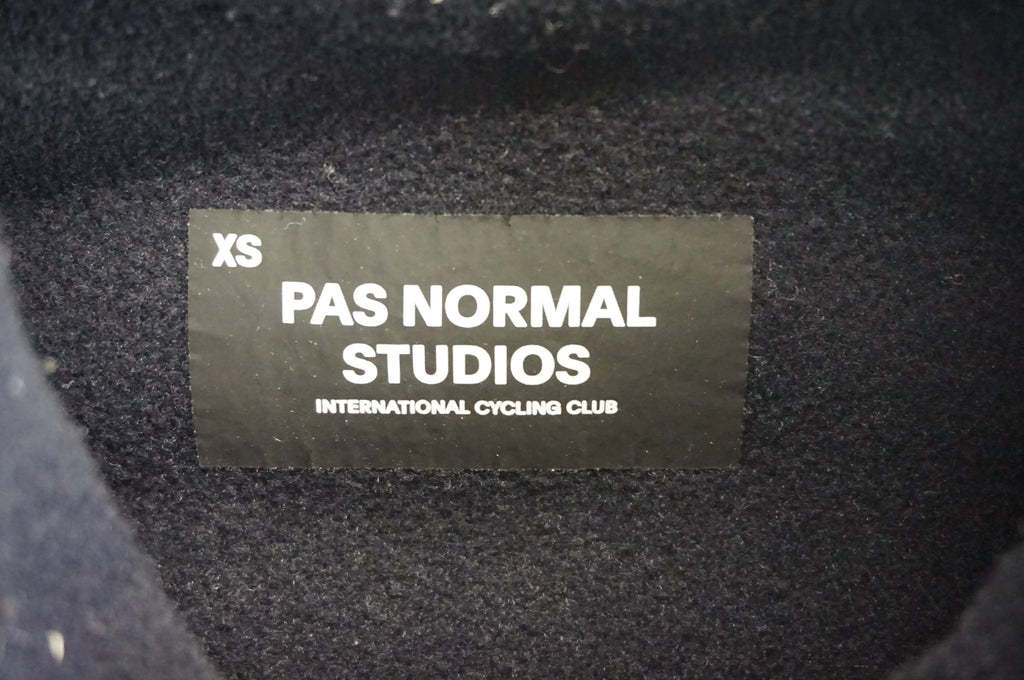 XS
PAS NORMAL
STUDIOS
INTERNATIONAL CYCLING CLUB